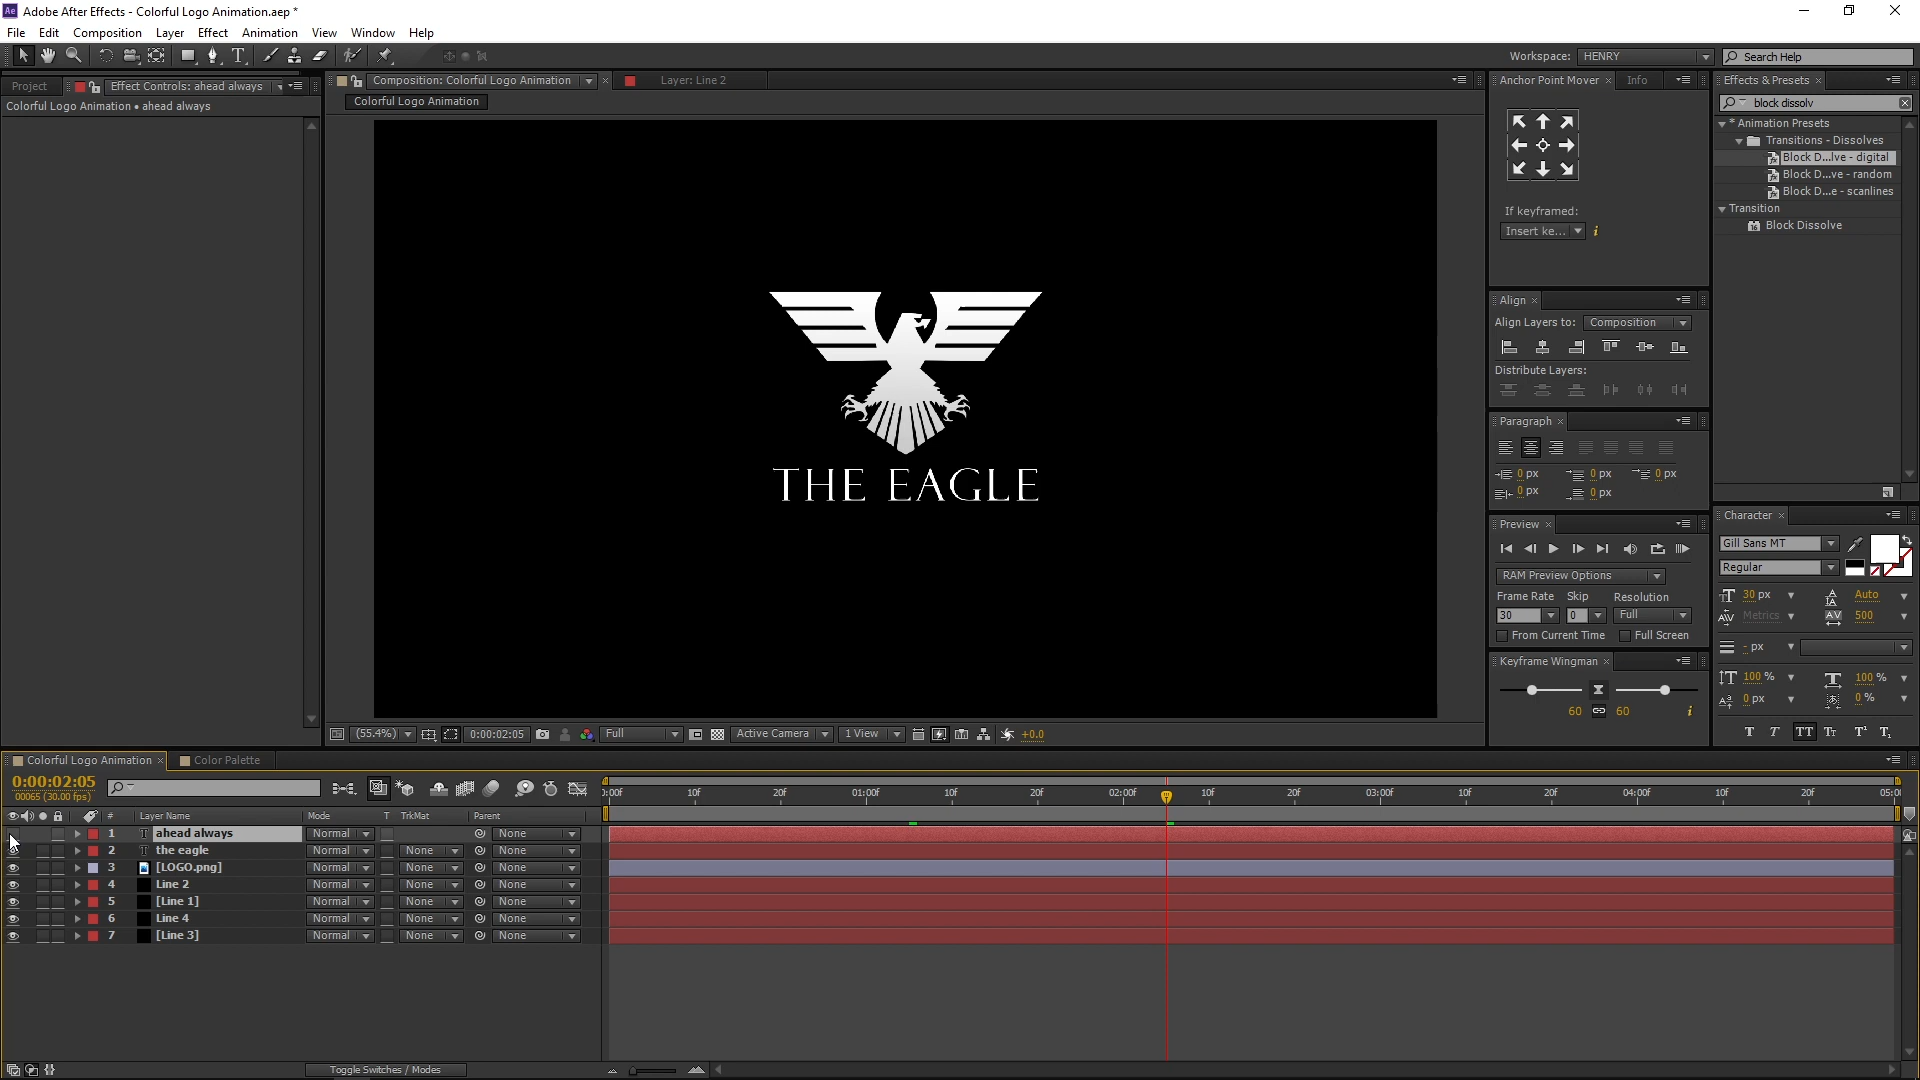 Ae Adobe After Effects - Colorful Logo Animation.aep *
File Edit Composition Layer Effect Animation View Window Help
Workspace: HENRY Search Help
Project Effect Controls: ahead always
Colorful Logo Animation • ahead always
Composition: Colorful Logo Animation Layer: Line 2
Colorful Logo Animation
THE EAGLE
(55.4%) 0:00:02:05 Full Active Camera 1 View +0.0
Anchor Point Mover Info
If keyframed:
Insert ke... i
Align
Align Layers to: Composition
Distribute Layers:
Paragraph
0 px 0 px 0 px
0 px 0 px
Preview
RAM Preview Options
Frame Rate Skip Resolution
30 0 Full
From Current Time Full Screen
Keyframe Wingman
60 60 i
Effects & Presets
block dissolv
* Animation Presets
Transitions - Dissolves
Block D...lve - digital
Block D...ve - random
Block D...e - scanlines
Transition
Block Dissolve
Character
Gill Sans MT
Regular
30 px Auto
Metrics 500
- px
100 % 100 %
0 px 0 %
T T TT Tt T¹ T₁
Colorful Logo Animation Color Palette
0:00:02:05
00065 (30.00 fps)
# Layer Name Mode T TrkMat Parent
1 T ahead always Normal None
2 T the eagle Normal None None
3 [LOGO.png] Normal None None
4 Line 2 Normal None None
5 [Line 1] Normal None None
6 Line 4 Normal None None
7 [Line 3] Normal None None
Toggle Switches / Modes
:00f 10f 20f 01:00f 10f 20f 02:00f 10f 20f 03:00f 10f 20f 04:00f 10f 20f 05:0